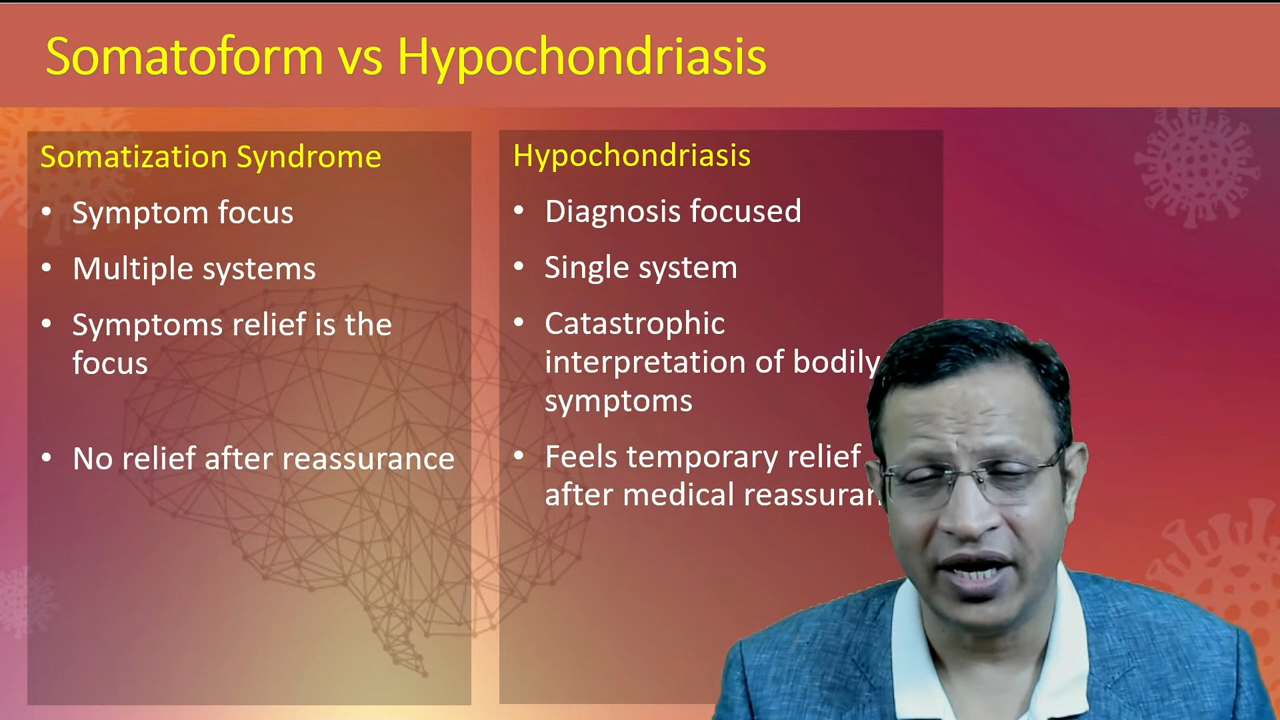 Somatoform vs Hypochondriasis
Somatization Syndrome
• Symptom focus
• Multiple systems
• Symptoms relief is the
focus
• No relief after reassurance
Hypochondriasis
• Diagnosis focused
• Single system
• Catastrophic
interpretation of bodily
symptoms
• Feels temporary relief
after medical